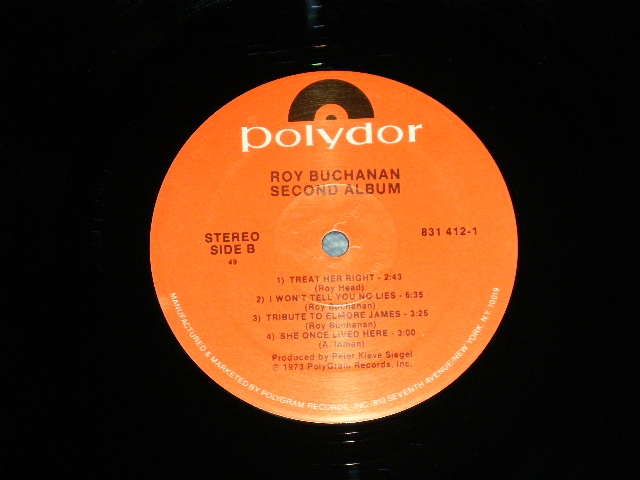 polydor
ROY BUCHANAN
SECOND ALBUM
STEREO
SIDE B
49
831 412-1
1) TREAT HER RIGHT - 2:43
(Roy Head)
2) I WON'T TELL YOU NO LIES - 6:35
(Roy Buchanan)
3) TRIBUTE TO ELMORE JAMES - 3:25
(Roy Buchanan)
4) SHE ONCE LIVED HERE - 3:00
(A. Inman)
Produced by Peter Kieve Siegel
℗ 1973 PolyGram Records, Inc.
MANUFACTURED & MARKETED BY POLYGRAM RECORDS, INC. 810 SEVENTH AVENUE/NEW YORK, N.Y. 10019